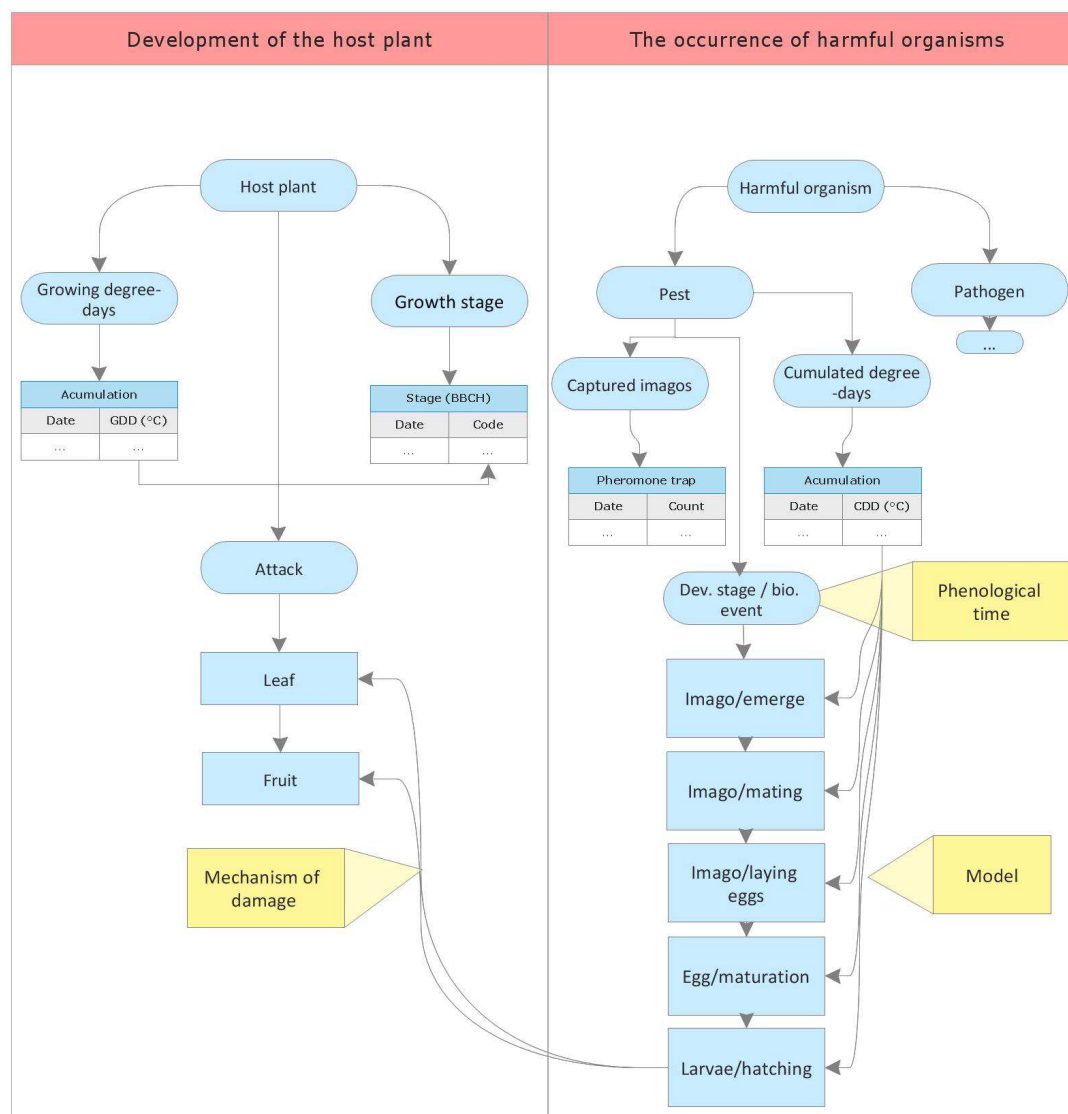 Development of the host plant
The occurrence of harmful organisms
Host plant
Growing degree-
days
Growth stage
Acumulation
Date GDD (°C)
... ...
Stage (BBCH)
Date Code
... ...
Attack
Leaf
Fruit
Mechanism of
damage
Harmful organism
Pest
Pathogen
...
Captured imagos
Cumulated degree
-days
Pheromone trap
Date Count
... ...
Acumulation
Date CDD (°C)
... ...
Dev. stage / bio.
event
Phenological
time
Imago/emerge
Imago/mating
Imago/laying
eggs
Model
Egg/maturation
Larvae/hatching